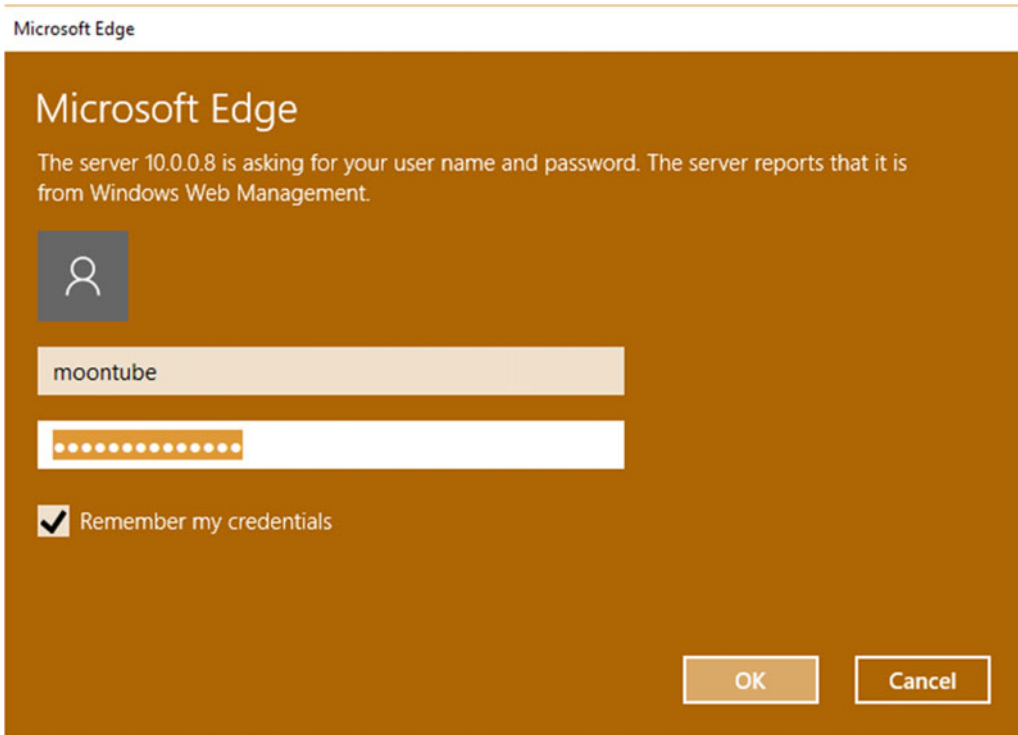 Microsoft Edge
Microsoft Edge
The server 10.0.0.8 is asking for your user name and password. The server reports that it is
from Windows Web Management.
moontube
••••••••••••••
Remember my credentials
OK
Cancel